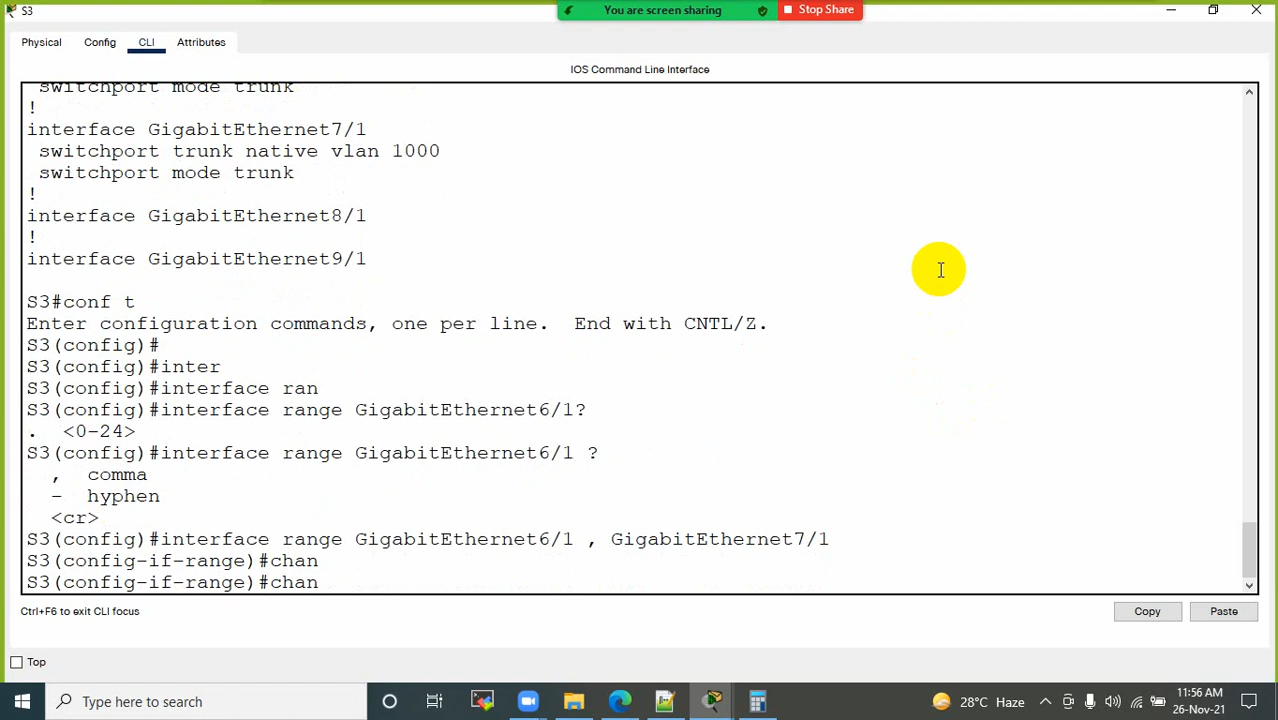 S3
You are screen sharing
Stop Share
Physical
Config
CLI
Attributes
IOS Command Line Interface
switchport mode trunk
!
interface GigabitEthernet7/1
switchport trunk native vlan 1000
switchport mode trunk
!
interface GigabitEthernet8/1
!
interface GigabitEthernet9/1
S3#conf t
Enter configuration commands, one per line. End with CNTL/Z.
S3(config)#
S3(config)#inter
S3(config)#interface ran
S3(config)#interface range GigabitEthernet6/1?
. <0-24>
S3(config)#interface range GigabitEthernet6/1 ?
, comma
- hyphen
<cr>
S3(config)#interface range GigabitEthernet6/1 , GigabitEthernet7/1
S3(config-if-range)#chan
S3(config-if-range)#chan
Ctrl+F6 to exit CLI focus
Copy
Paste
Top
Type here to search
28°C Haze
11:56 AM
26-Nov-21